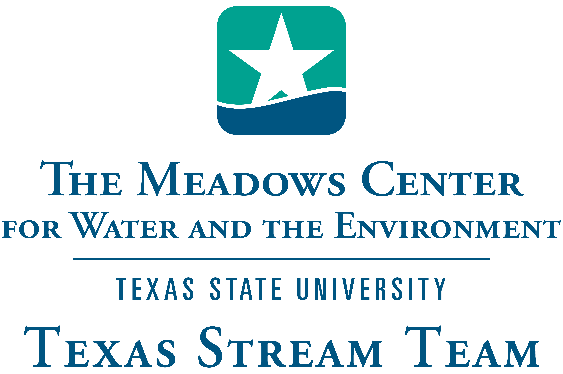 The Meadows Center
for Water and the Environment
TEXAS STATE UNIVERSITY
Texas Stream Team